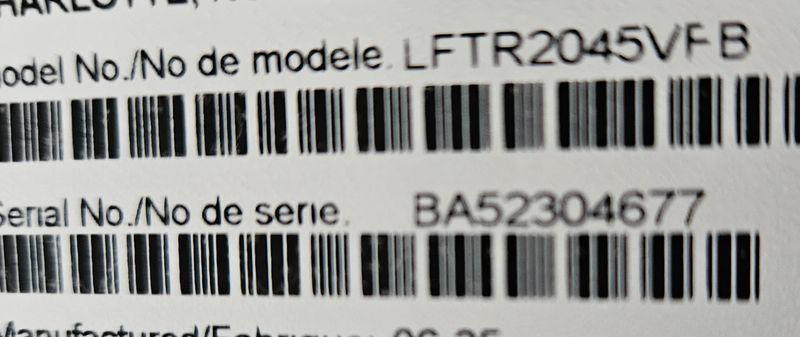 Model No./No de modele. LFTR2045VFB
Serial No./No de serie. BA52304677